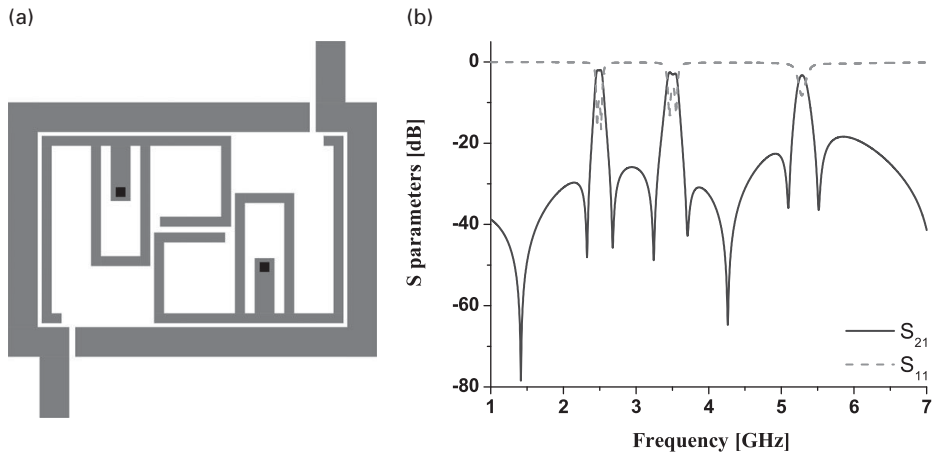 (a)
(b)
0
-20
-40
-60
-80
S parameters [dB]
S21
S11
1 2 3 4 5 6 7
Frequency [GHz]